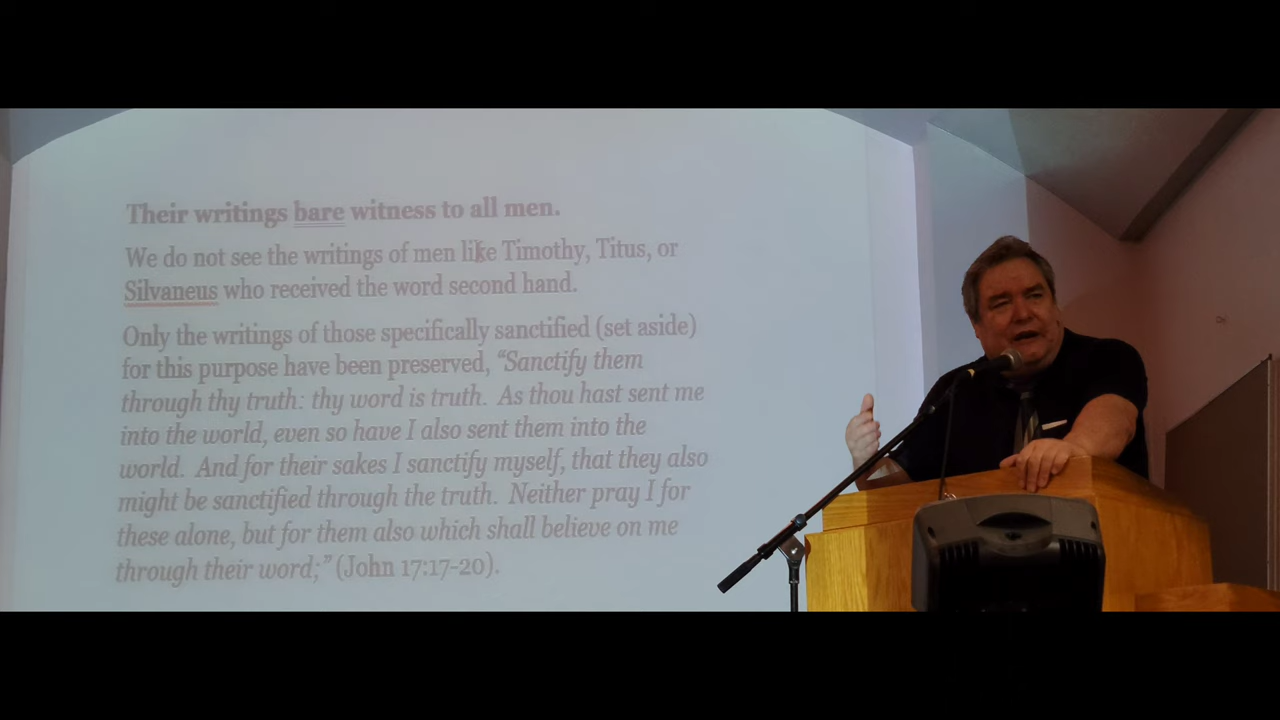 Their writings bare witness to all men.
We do not see the writings of men like Timothy, Titus, or
Silvaneus who received the word second hand.
Only the writings of those specifically sanctified (set aside)
for this purpose have been preserved, “Sanctify them
through thy truth: thy word is truth. As thou hast sent me
into the world, even so have I also sent them into the
world. And for their sakes I sanctify myself, that they also
might be sanctified through the truth. Neither pray I for
these alone, but for them also which shall believe on me
through their word;” (John 17:17-20).